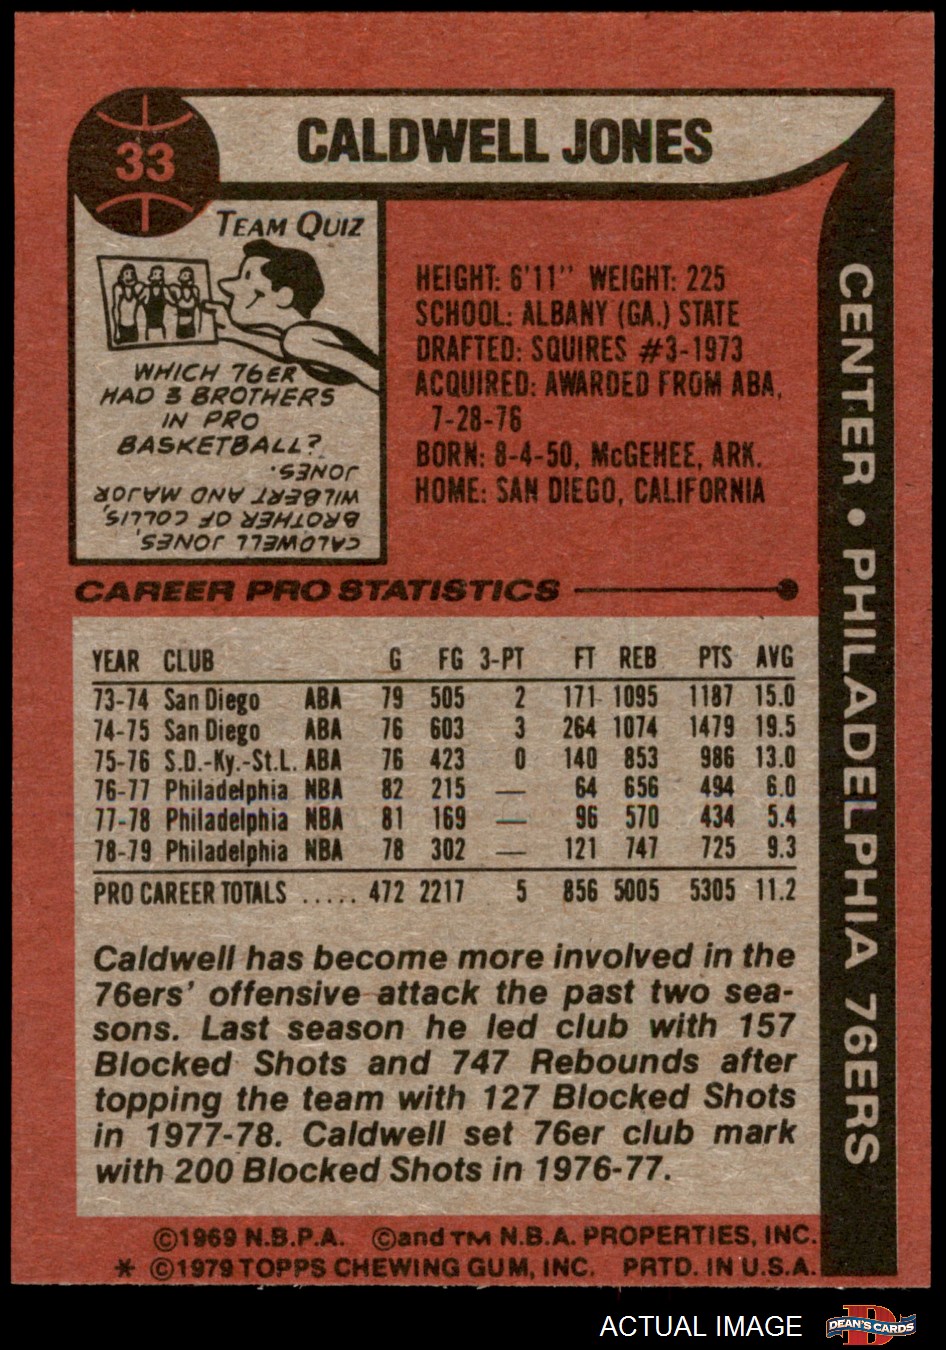 33
CALDWELL JONES
TEAM QUIZ
WHICH 76ER
HAD 3 BROTHERS
IN PRO
BASKETBALL?
CALDWELL JONES,
BROTHER OF COLLIS,
WILBERT AND MAJOR
JONES.
HEIGHT: 6'11" WEIGHT: 225
SCHOOL: ALBANY (GA.) STATE
DRAFTED: SQUIRES #3-1973
ACQUIRED: AWARDED FROM ABA,
7-28-76
BORN: 8-4-50, McGEHEE, ARK.
HOME: SAN DIEGO, CALIFORNIA
CENTER • PHILADELPHIA 76ERS
CAREER PRO STATISTICS
YEAR CLUB G FG 3-PT FT REB PTS AVG
73-74 San Diego ABA 79 505 2 171 1095 1187 15.0
74-75 San Diego ABA 76 603 3 264 1074 1479 19.5
75-76 S.D.-Ky.-St.L. ABA 76 423 0 140 853 986 13.0
76-77 Philadelphia NBA 82 215 — 64 656 494 6.0
77-78 Philadelphia NBA 81 169 — 96 570 434 5.4
78-79 Philadelphia NBA 78 302 — 121 747 725 9.3
PRO CAREER TOTALS ..... 472 2217 5 856 5005 5305 11.2
Caldwell has become more involved in the
76ers' offensive attack the past two sea-
sons. Last season he led club with 157
Blocked Shots and 747 Rebounds after
topping the team with 127 Blocked Shots
in 1977-78. Caldwell set 76er club mark
with 200 Blocked Shots in 1976-77.
©1969 N.B.P.A. ©and TM N.B.A. PROPERTIES, INC.
* ©1979 TOPPS CHEWING GUM, INC. PRTD. IN U.S.A.
ACTUAL IMAGE
DEAN'S CARDS